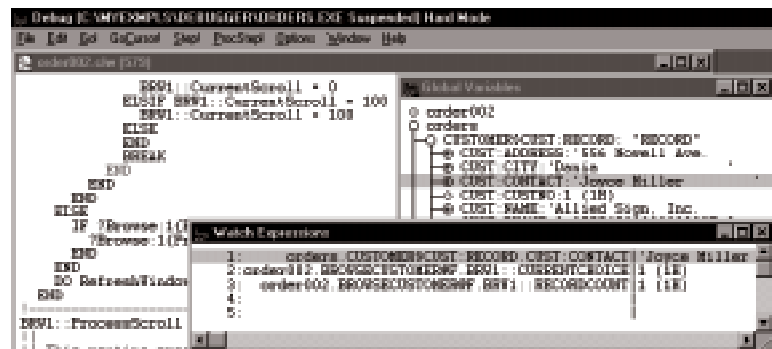 Debug (C:\MYEXMPLS\DEBUGGER\ORDERS.EXE Suspended) Hard Mode
File Edit Go! GoCursor! Step! ProcStep! Options Window Help
order002.clw (575)
BRW1::CurrentScroll = 0
ELSIF BRW1::CurrentScroll = 100
BRW1::CurrentScroll = 100
ELSE
END
BREAK
END
END
END
ELSE
IF ?Browse:1{P
?Browse:1{Pr
END
END
DO RefreshWindow
END
BRW1::ProcessScroll
Global Variables
order002
orders
CUSTOMER$CUST:RECORD: "RECORD"
CUST:ADDRESS:'556 Howell Ave.
CUST:CITY:'Dania '
CUST:CONTACT:'Joyce Miller '
CUST:CUSTNO:1 (1H)
CUST:NAME:'Allied Sign, Inc.
Watch Expressions
1: orders.CUSTOMER$CUST:RECORD.CUST:CONTACT 'Joyce Miller
2: order002.BROWSECUSTOMER@F.BRW1::CURRENTCHOICE 1 (1H)
3: order002.BROWSECUSTOMER@F.BRW1::RECORDCOUNT 1 (1H)
4:
5: